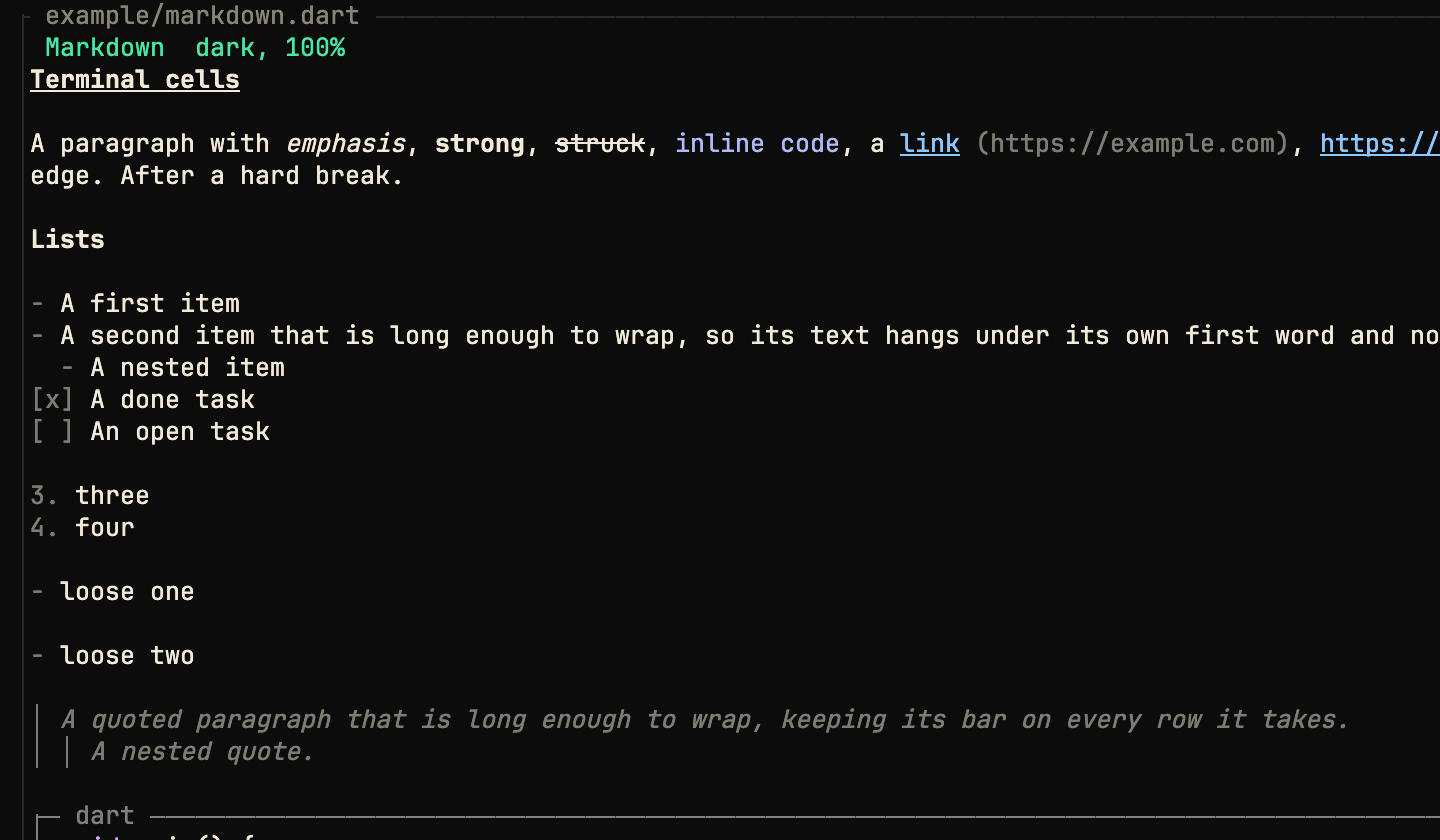 example/markdown.dart
Markdown  dark, 100%
Terminal cells
A paragraph with emphasis, strong, struck, inline code, a link (https://example.com), https://
edge. After a hard break.
Lists
- A first item
- A second item that is long enough to wrap, so its text hangs under its own first word and no
- A nested item
[x] A done task
[ ] An open task
3. three
4. four
- loose one
- loose two
A quoted paragraph that is long enough to wrap, keeping its bar on every row it takes.
A nested quote.
dart